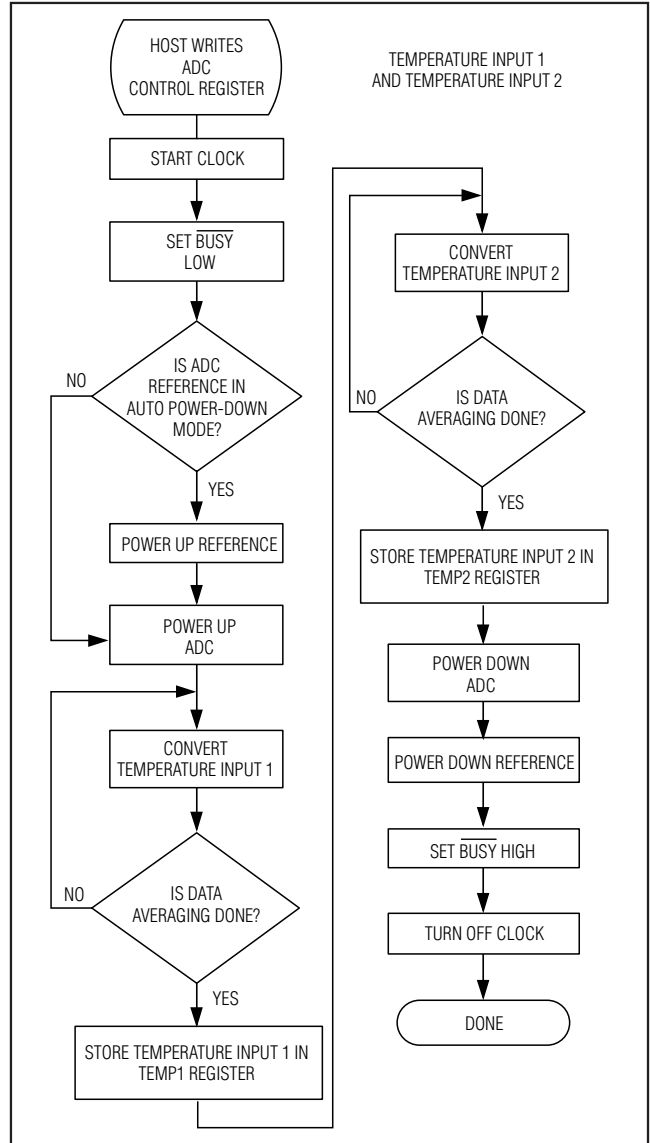 HOST WRITES
ADC
CONTROL REGISTER
START CLOCK
SET B̅U̅S̅Y̅
LOW
IS ADC
REFERENCE IN
AUTO POWER-DOWN
MODE?
NO
YES
POWER UP REFERENCE
POWER UP
ADC
CONVERT
TEMPERATURE INPUT 1
IS DATA
AVERAGING DONE?
NO
YES
STORE TEMPERATURE INPUT 1 IN
TEMP1 REGISTER
TEMPERATURE INPUT 1
AND TEMPERATURE INPUT 2
CONVERT
TEMPERATURE INPUT 2
IS DATA
AVERAGING DONE?
NO
YES
STORE TEMPERATURE INPUT 2 IN
TEMP2 REGISTER
POWER DOWN
ADC
POWER DOWN REFERENCE
SET B̅U̅S̅Y̅ HIGH
TURN OFF CLOCK
DONE